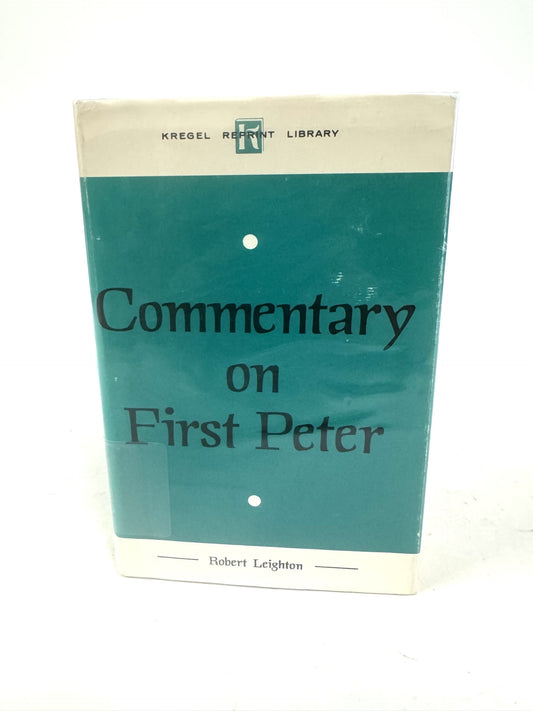 KREGEL REPRINT LIBRARY
Commentary
on
First Peter
Robert Leighton